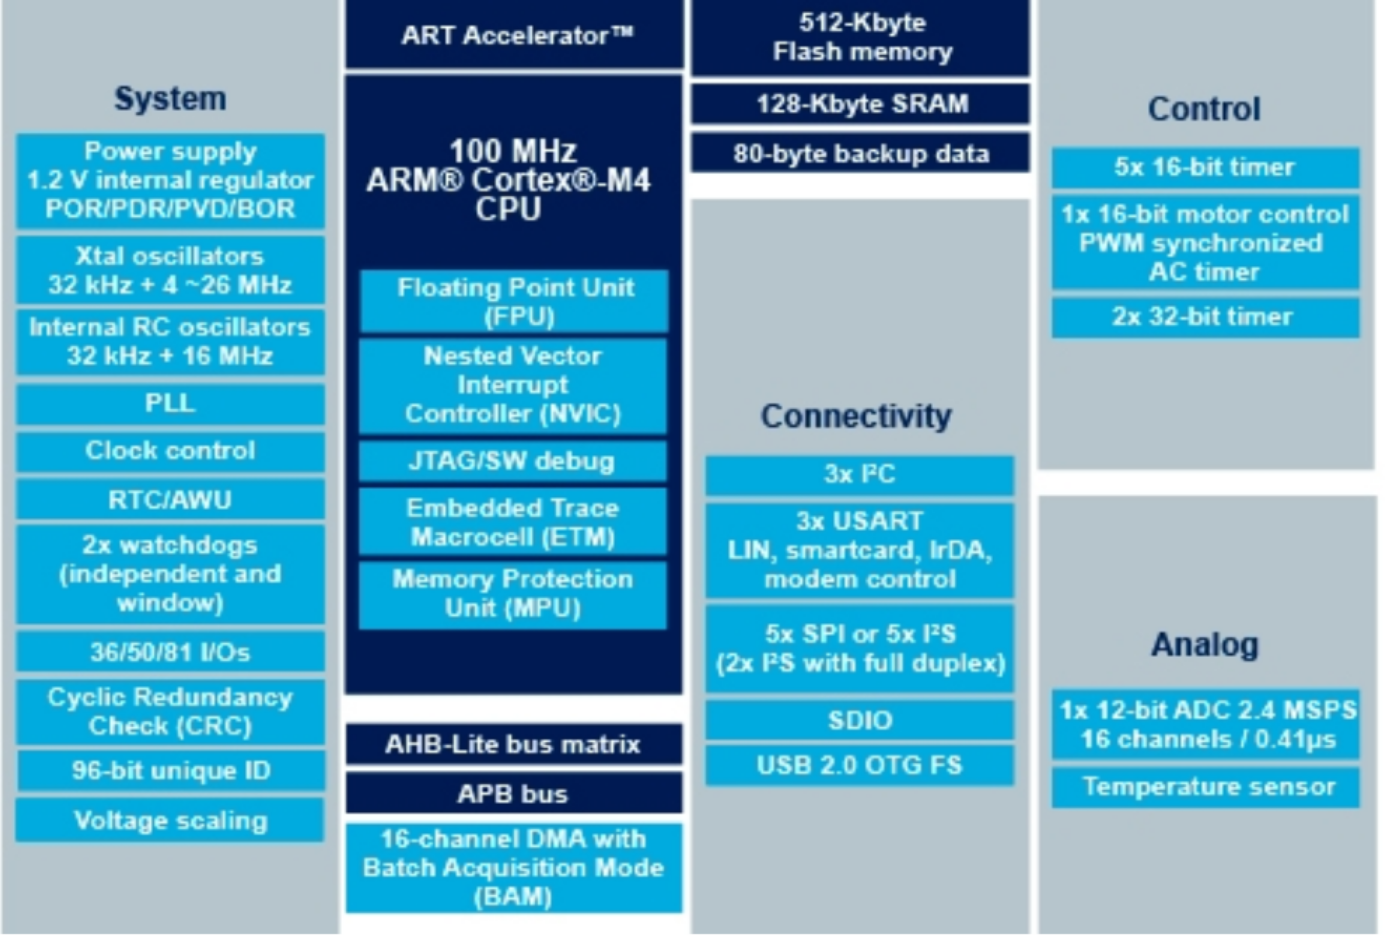 System
Power supply
1.2 V internal regulator
POR/PDR/PVD/BOR
Xtal oscillators
32 kHz + 4 ~26 MHz
Internal RC oscillators
32 kHz + 16 MHz
PLL
Clock control
RTC/AWU
2x watchdogs
(independent and
window)
36/50/81 I/Os
Cyclic Redundancy
Check (CRC)
96-bit unique ID
Voltage scaling
ART Accelerator™
100 MHz
ARM® Cortex®-M4
CPU
Floating Point Unit
(FPU)
Nested Vector
Interrupt
Controller (NVIC)
JTAG/SW debug
Embedded Trace
Macrocell (ETM)
Memory Protection
Unit (MPU)
AHB-Lite bus matrix
APB bus
16-channel DMA with
Batch Acquisition Mode
(BAM)
512-Kbyte
Flash memory
128-Kbyte SRAM
80-byte backup data
Connectivity
3x I²C
3x USART
LIN, smartcard, IrDA,
modem control
5x SPI or 5x I²S
(2x I²S with full duplex)
SDIO
USB 2.0 OTG FS
Control
5x 16-bit timer
1x 16-bit motor control
PWM synchronized
AC timer
2x 32-bit timer
Analog
1x 12-bit ADC 2.4 MSPS
16 channels / 0.41µs
Temperature sensor